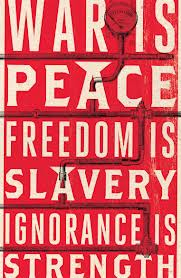 WAR IS
PEACE
FREEDOM IS
SLAVERY
IGNORANCE IS
STRENGTH